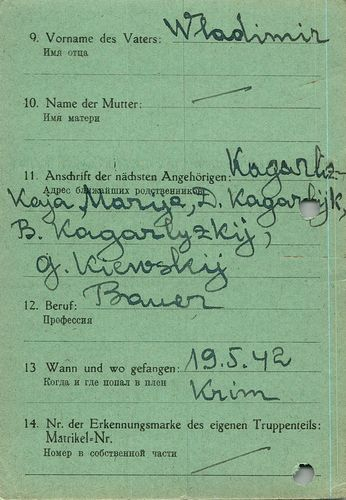 9. Vorname des Vaters: Wladimir
Имя отца
10. Name der Mutter: —
Имя матери
11. Anschrift der nächsten Angehörigen: Kagarliz-
Адрес ближайших родственников
Kaja Marija, D. Kagarlijk,
B. Kagarlyzkij,
G. Kiewskij
12. Beruf: Bauer
Профессия
13 Wann und wo gefangen: 19.5.42
Когда и где попал в плен
Krim
14. Nr. der Erkennungsmarke des eigenen Truppenteils:
Matrikel=Nr.
Номер в собственной части —